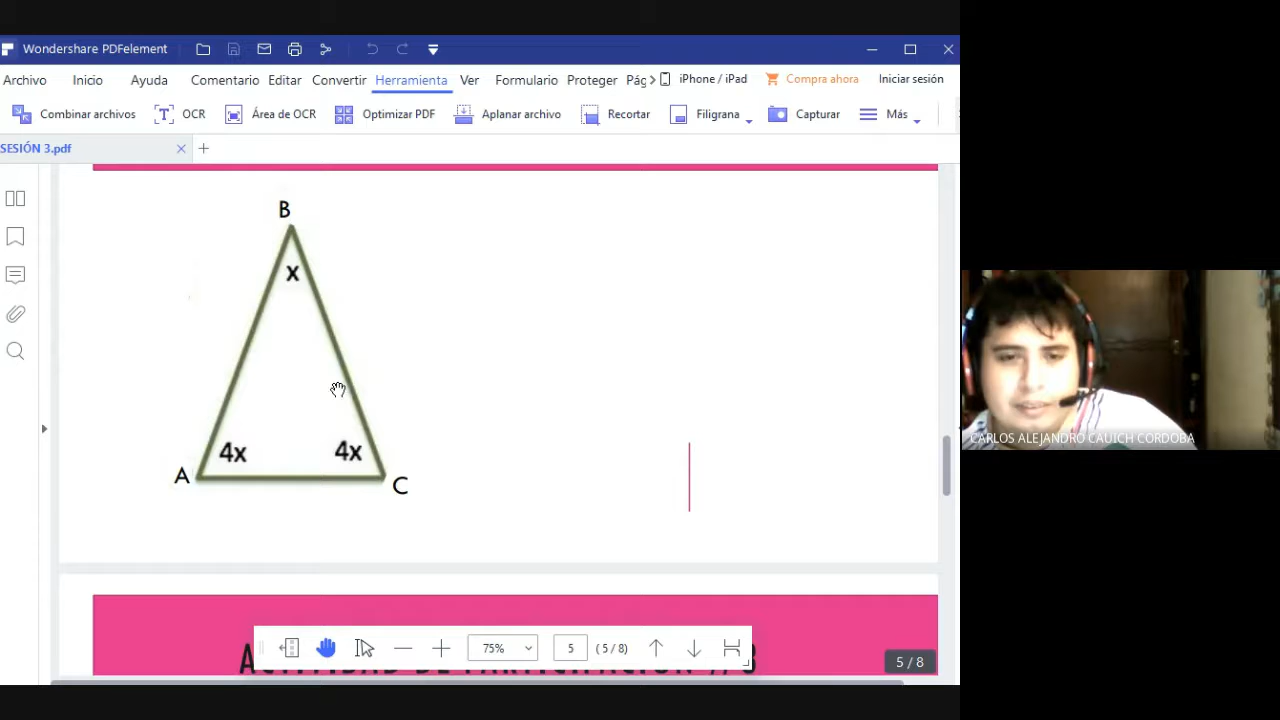 Wondershare PDFelement
Archivo Inicio Ayuda Comentario Editar Convertir Herramienta Ver Formulario Proteger Pág iPhone / iPad Compra ahora Iniciar sesión
Combinar archivos OCR Área de OCR Optimizar PDF Aplanar archivo Recortar Filigrana Capturar Más
SESIÓN 3.pdf
B
x
4x 4x
A C
CARLOS ALEJANDRO CAUICH CORDOBA
75% 5 ( 5 / 8 )
5 / 8